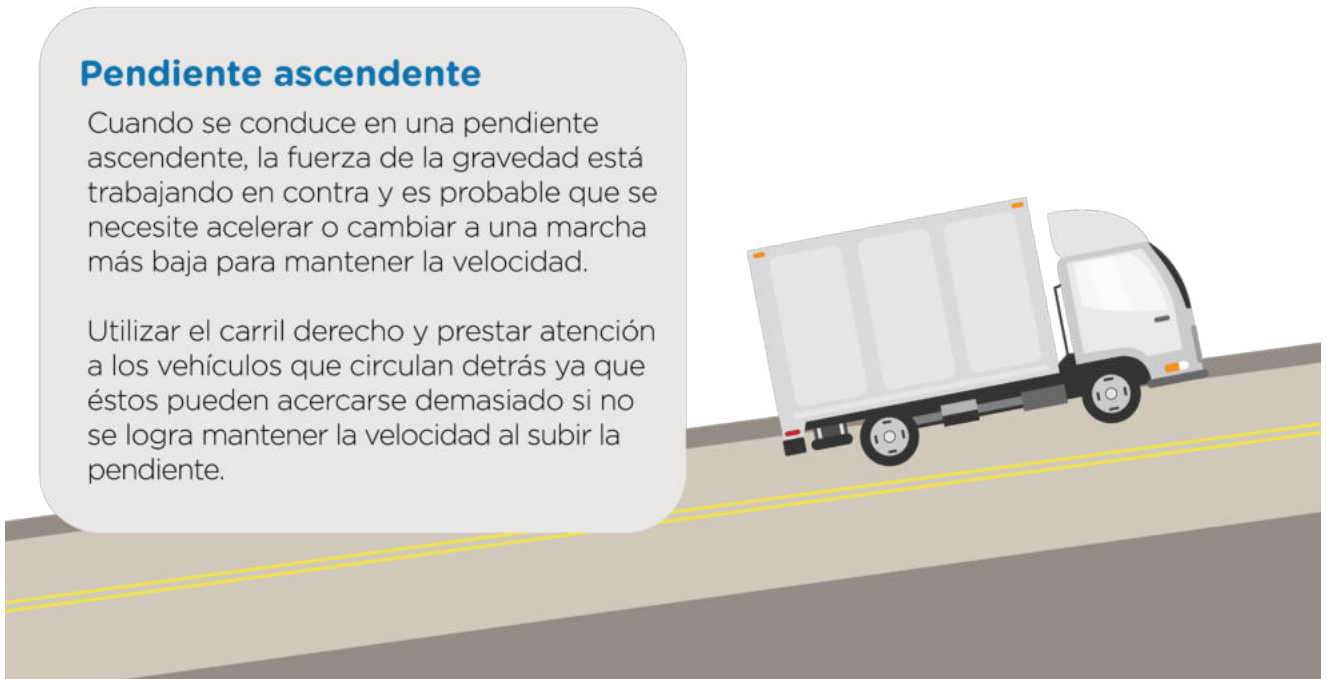 Pendiente ascendente
Cuando se conduce en una pendiente
ascendente, la fuerza de la gravedad está
trabajando en contra y es probable que se
necesite acelerar o cambiar a una marcha
más baja para mantener la velocidad.
Utilizar el carril derecho y prestar atención
a los vehículos que circulan detrás ya que
éstos pueden acercarse demasiado si no
se logra mantener la velocidad al subir la
pendiente.